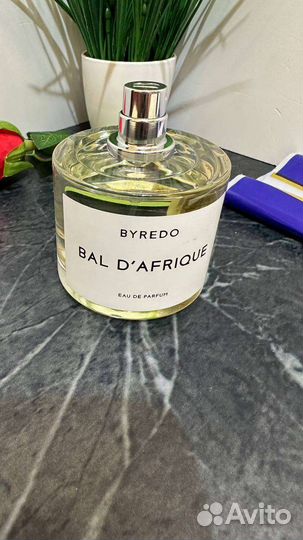 BYREDO
BAL D'AFRIQUE
EAU DE PARFUM
Avito